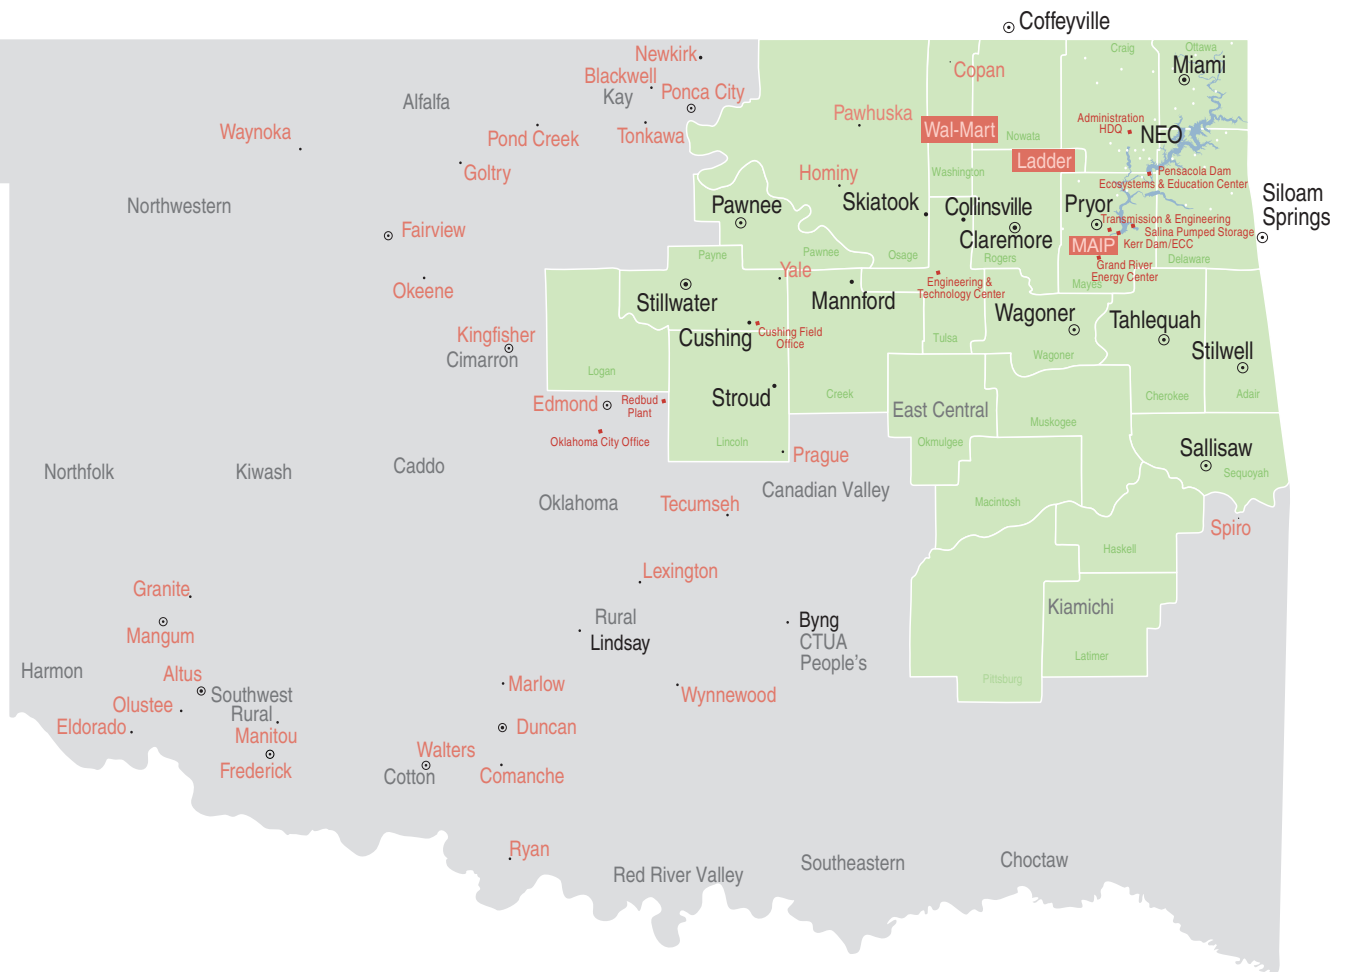 Coffeyville
Newkirk
Blackwell
Kay
Ponca City
Alfalfa
Waynoka
Pond Creek
Tonkawa
Goltry
Northwestern
Fairview
Okeene
Kingfisher
Cimarron
Copan
Pawhuska
Wal-Mart
Nowata
Craig
Ottawa
Miami
Administration
HDQ
NEO
Ladder
Washington
Hominy
Skiatook
Collinsville
Claremore
Rogers
Pryor
Pensacola Dam
Ecosystems & Education Center
Siloam
Springs
Transmission & Engineering
Salina Pumped Storage
Kerr Dam/ECC
MAIP
Grand River
Energy Center
Mayes
Delaware
Pawnee
Pawnee
Osage
Payne
Yale
Stillwater
Mannford
Engineering &
Technology Center
Cushing
Cushing Field
Office
Tulsa
Wagoner
Wagoner
Tahlequah
Stilwell
Logan
Edmond
Redbud
Plant
Oklahoma City Office
Stroud
Creek
Lincoln
East Central
Okmulgee
Muskogee
Cherokee
Adair
Sallisaw
Sequoyah
Prague
Northfolk
Kiwash
Caddo
Oklahoma
Tecumseh
Canadian Valley
Macintosh
Haskell
Spiro
Lexington
Granite
Mangum
Rural
Lindsay
Byng
CTUA
People's
Kiamichi
Latimer
Pittsburg
Harmon
Altus
Southwest
Rural
Olustee
Eldorado
Manitou
Frederick
Marlow
Wynnewood
Duncan
Walters
Cotton
Comanche
Ryan
Red River Valley
Southeastern
Choctaw